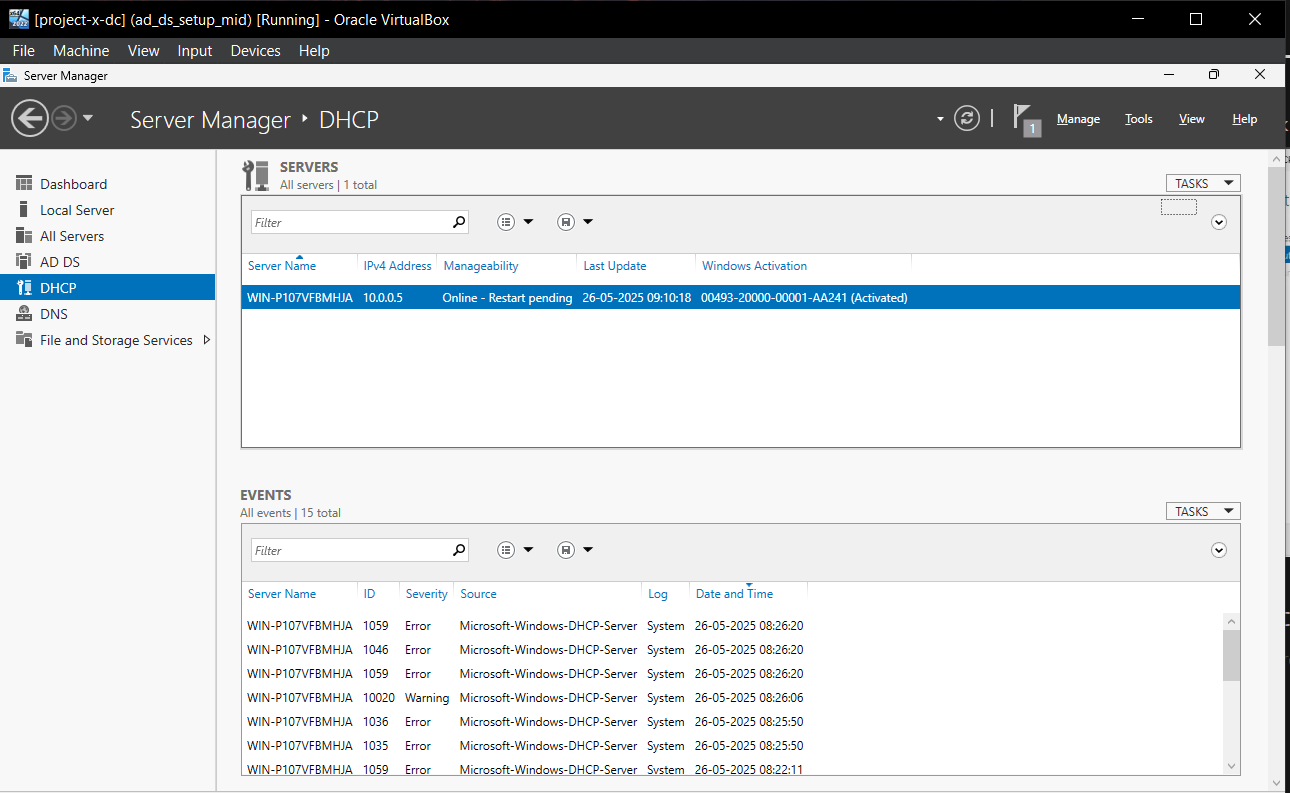 [project-x-dc] (ad_ds_setup_mid) [Running] - Oracle VirtualBox
File Machine View Input Devices Help
Server Manager
Server Manager ‣ DHCP
1 Manage Tools View Help
Dashboard
Local Server
All Servers
AD DS
DHCP
DNS
File and Storage Services
SERVERS
All servers | 1 total
TASKS
Filter
Server Name IPv4 Address Manageability Last Update Windows Activation
WIN-P107VFBMHJA 10.0.0.5 Online - Restart pending 26-05-2025 09:10:18 00493-20000-00001-AA241 (Activated)
EVENTS
All events | 15 total
TASKS
Filter
Server Name ID Severity Source Log Date and Time
WIN-P107VFBMHJA 1059 Error Microsoft-Windows-DHCP-Server System 26-05-2025 08:26:20
WIN-P107VFBMHJA 1046 Error Microsoft-Windows-DHCP-Server System 26-05-2025 08:26:20
WIN-P107VFBMHJA 1059 Error Microsoft-Windows-DHCP-Server System 26-05-2025 08:26:20
WIN-P107VFBMHJA 10020 Warning Microsoft-Windows-DHCP-Server System 26-05-2025 08:26:06
WIN-P107VFBMHJA 1036 Error Microsoft-Windows-DHCP-Server System 26-05-2025 08:25:50
WIN-P107VFBMHJA 1035 Error Microsoft-Windows-DHCP-Server System 26-05-2025 08:25:50
WIN-P107VFBMHJA 1059 Error Microsoft-Windows-DHCP-Server System 26-05-2025 08:22:11